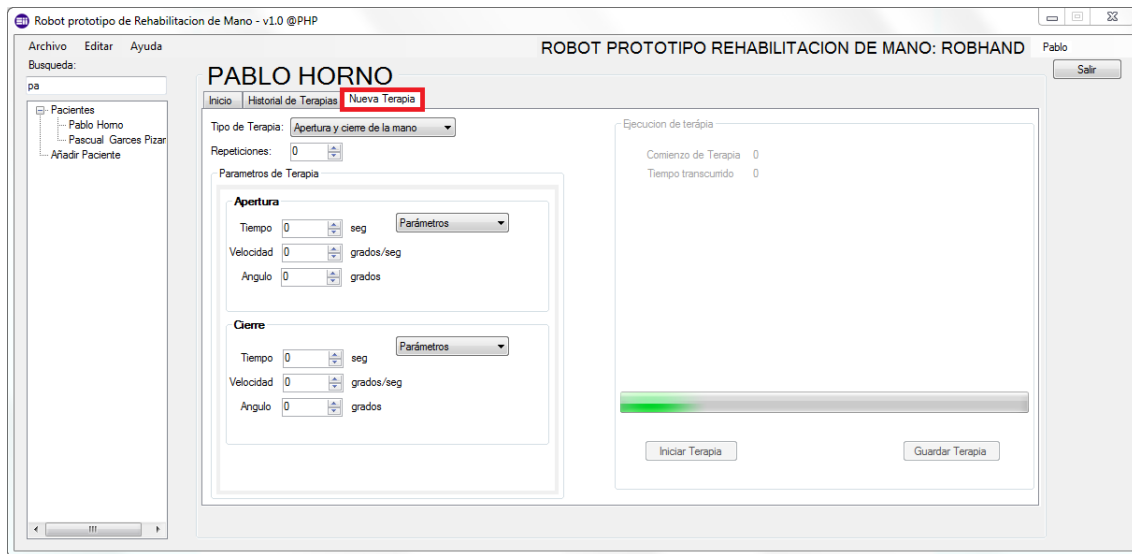 Robot prototipo de Rehabilitacion de Mano - v1.0 @PHP
Archivo Editar Ayuda
ROBOT PROTOTIPO REHABILITACION DE MANO: ROBHAND Pablo
Salir
Busqueda:
pa
Pacientes
Pablo Horno
Pascual Garces Pizar
Añadir Paciente
PABLO HORNO
Inicio Historial de Terapias Nueva Terapia
Tipo de Terapia: Apertura y cierre de la mano
Repeticiones: 0
Parametros de Terapia
Apertura
Tiempo 0 seg Parámetros
Velocidad 0 grados/seg
Angulo 0 grados
Cierre
Tiempo 0 seg Parámetros
Velocidad 0 grados/seg
Angulo 0 grados
Ejecucion de terápia
Comienzo de Terapia 0
Tiempo transcurrido 0
Iniciar Terapia Guardar Terapia